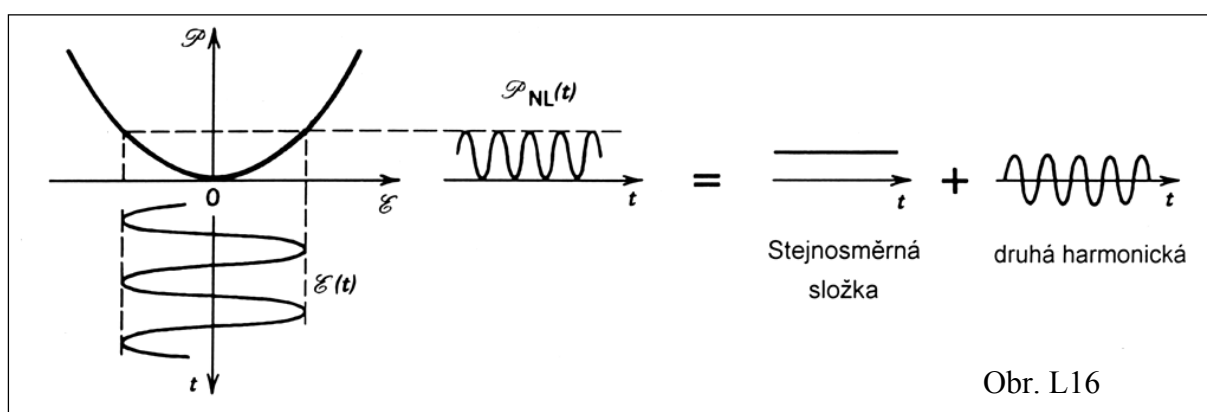 𝒫
𝒫NL(t)
0
ℰ
t
=
t
+
t
ℰ(t)
Stejnosměrná
složka
druhá harmonická
t
Obr. L16